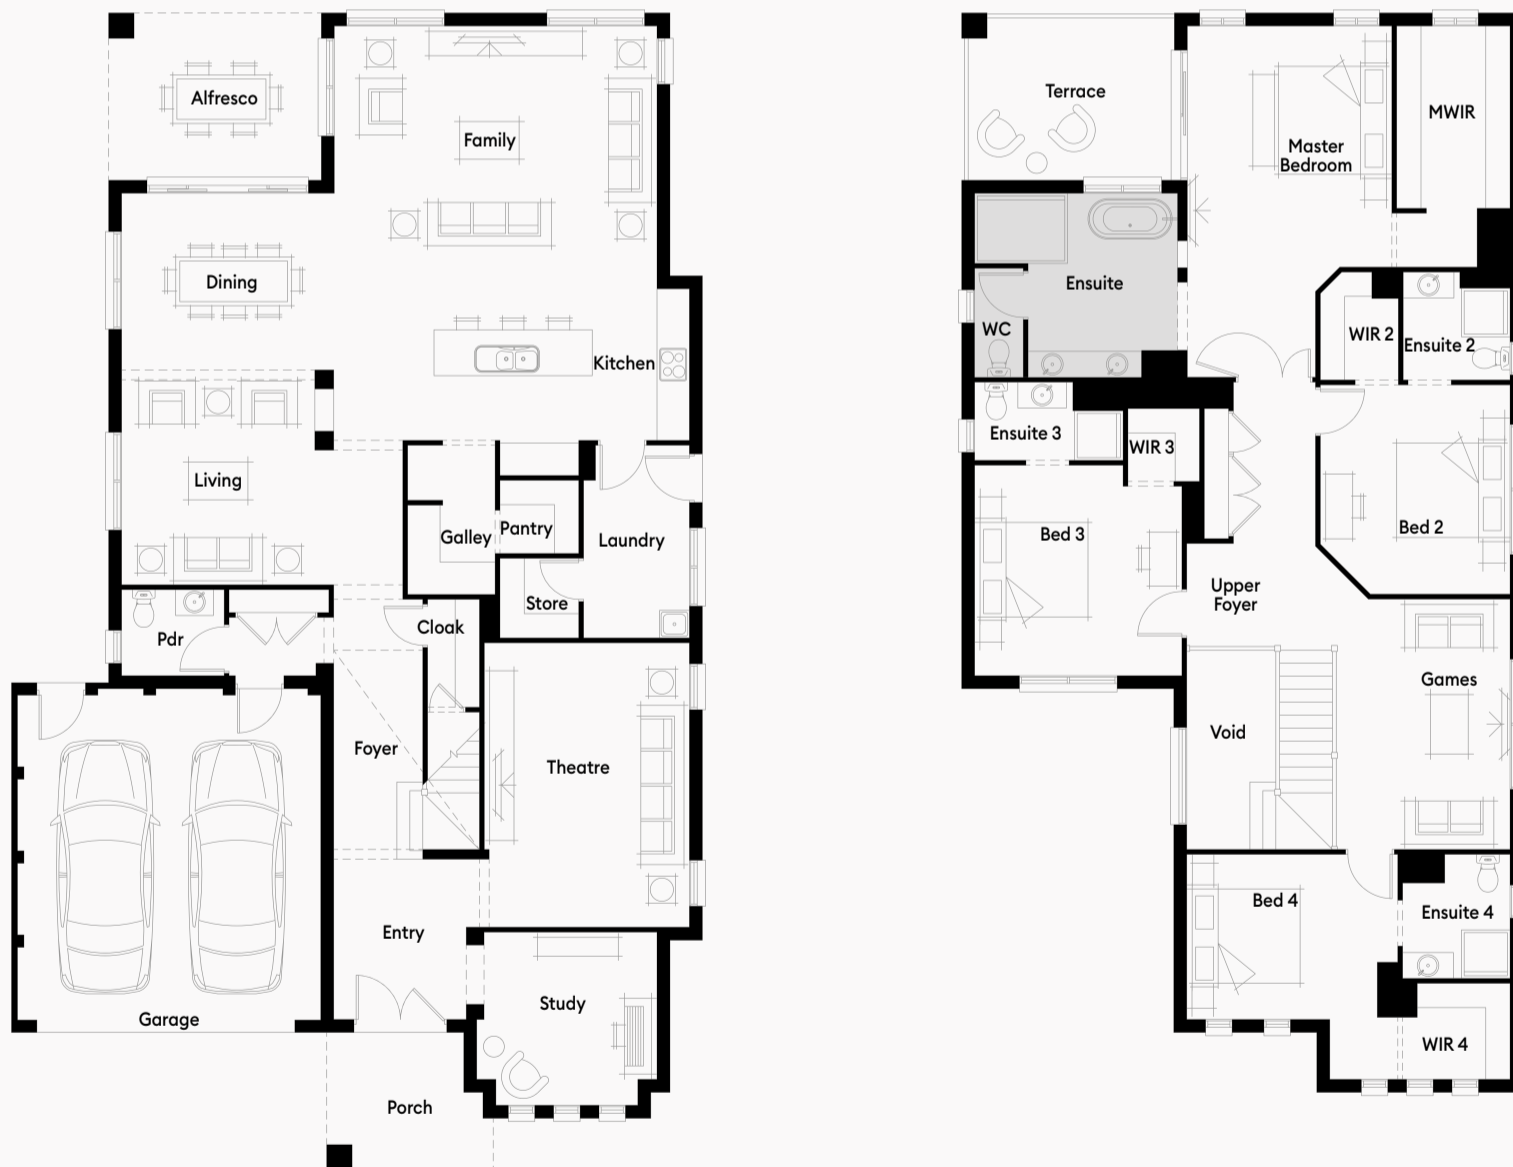 Alfresco
Family
Dining
Kitchen
Living
Galley
Pantry
Laundry
Store
Cloak
Pdr
Foyer
Theatre
Entry
Study
Garage
Porch
Terrace
Master
Bedroom
MWIR
Ensuite
WC
WIR 2
Ensuite 2
Ensuite 3
WIR 3
Bed 3
Bed 2
Upper
Foyer
Games
Void
Bed 4
Ensuite 4
WIR 4